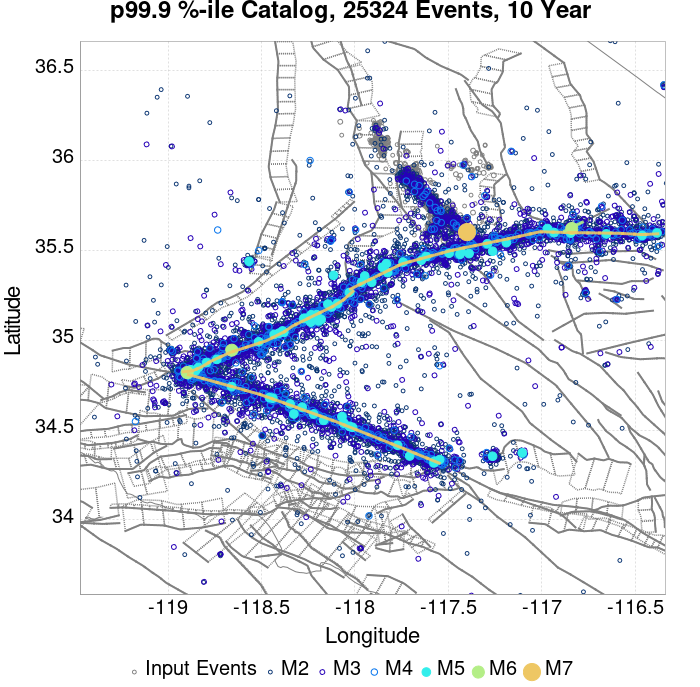 p99.9 %-ile Catalog, 25324 Events, 10 Year
36.5
36
35.5
35
34.5
34
Latitude
-119 -118.5 -118 -117.5 -117 -116.5
Longitude
Input Events M2 M3 M4 M5 M6 M7